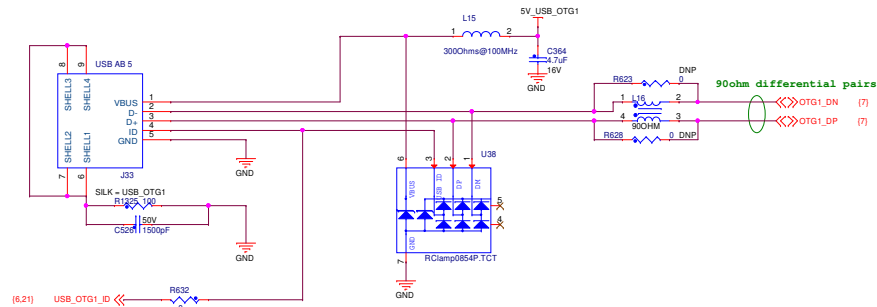 5V_USB_OTG1
L15
1
2
300Ohms@100MHz
C364
4.7uF
16V
GND
USB AB 5
8
9
SHELL3
SHELL4
VBUS
D-
D+
ID
GND
1
2
3
4
5
SHELL2
SHELL1
7
6
J33
GND
SILK = USB_OTG1
R1325 100
50V
C526
1500pF
GND
R623
DNP
0
L16
1
2
4
3
90OHM
R628
0
DNP
90ohm differential pairs
OTG1_DN
{7}
OTG1_DP
{7}
U38
6
3
2
1
VBUS
USB ID
DP
DM
5
4
GND
7
RClamp0854P.TCT
GND
{6,21}
USB_OTG1_ID
R632